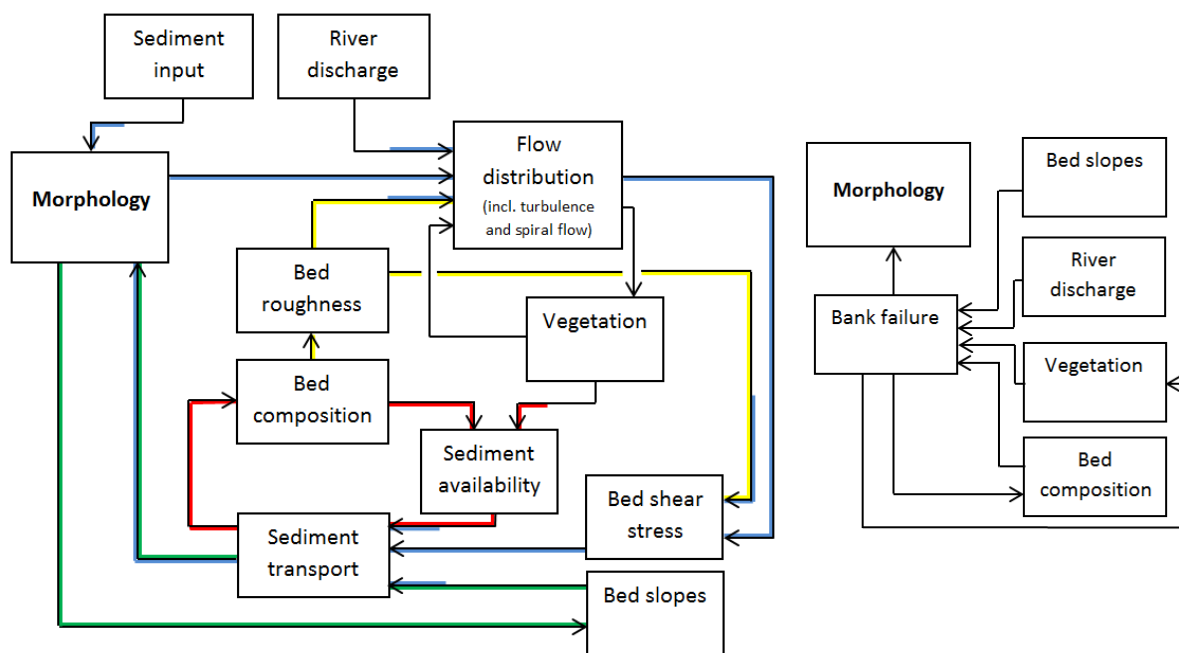 Sediment
input
River
discharge
Flow
distribution
(incl. turbulence
and spiral flow)
Morphology
Bed
roughness
Vegetation
Bed
composition
Sediment
availability
Bed shear
stress
Sediment
transport
Bed slopes
Morphology
Bed slopes
River
discharge
Bank failure
Vegetation
Bed
composition